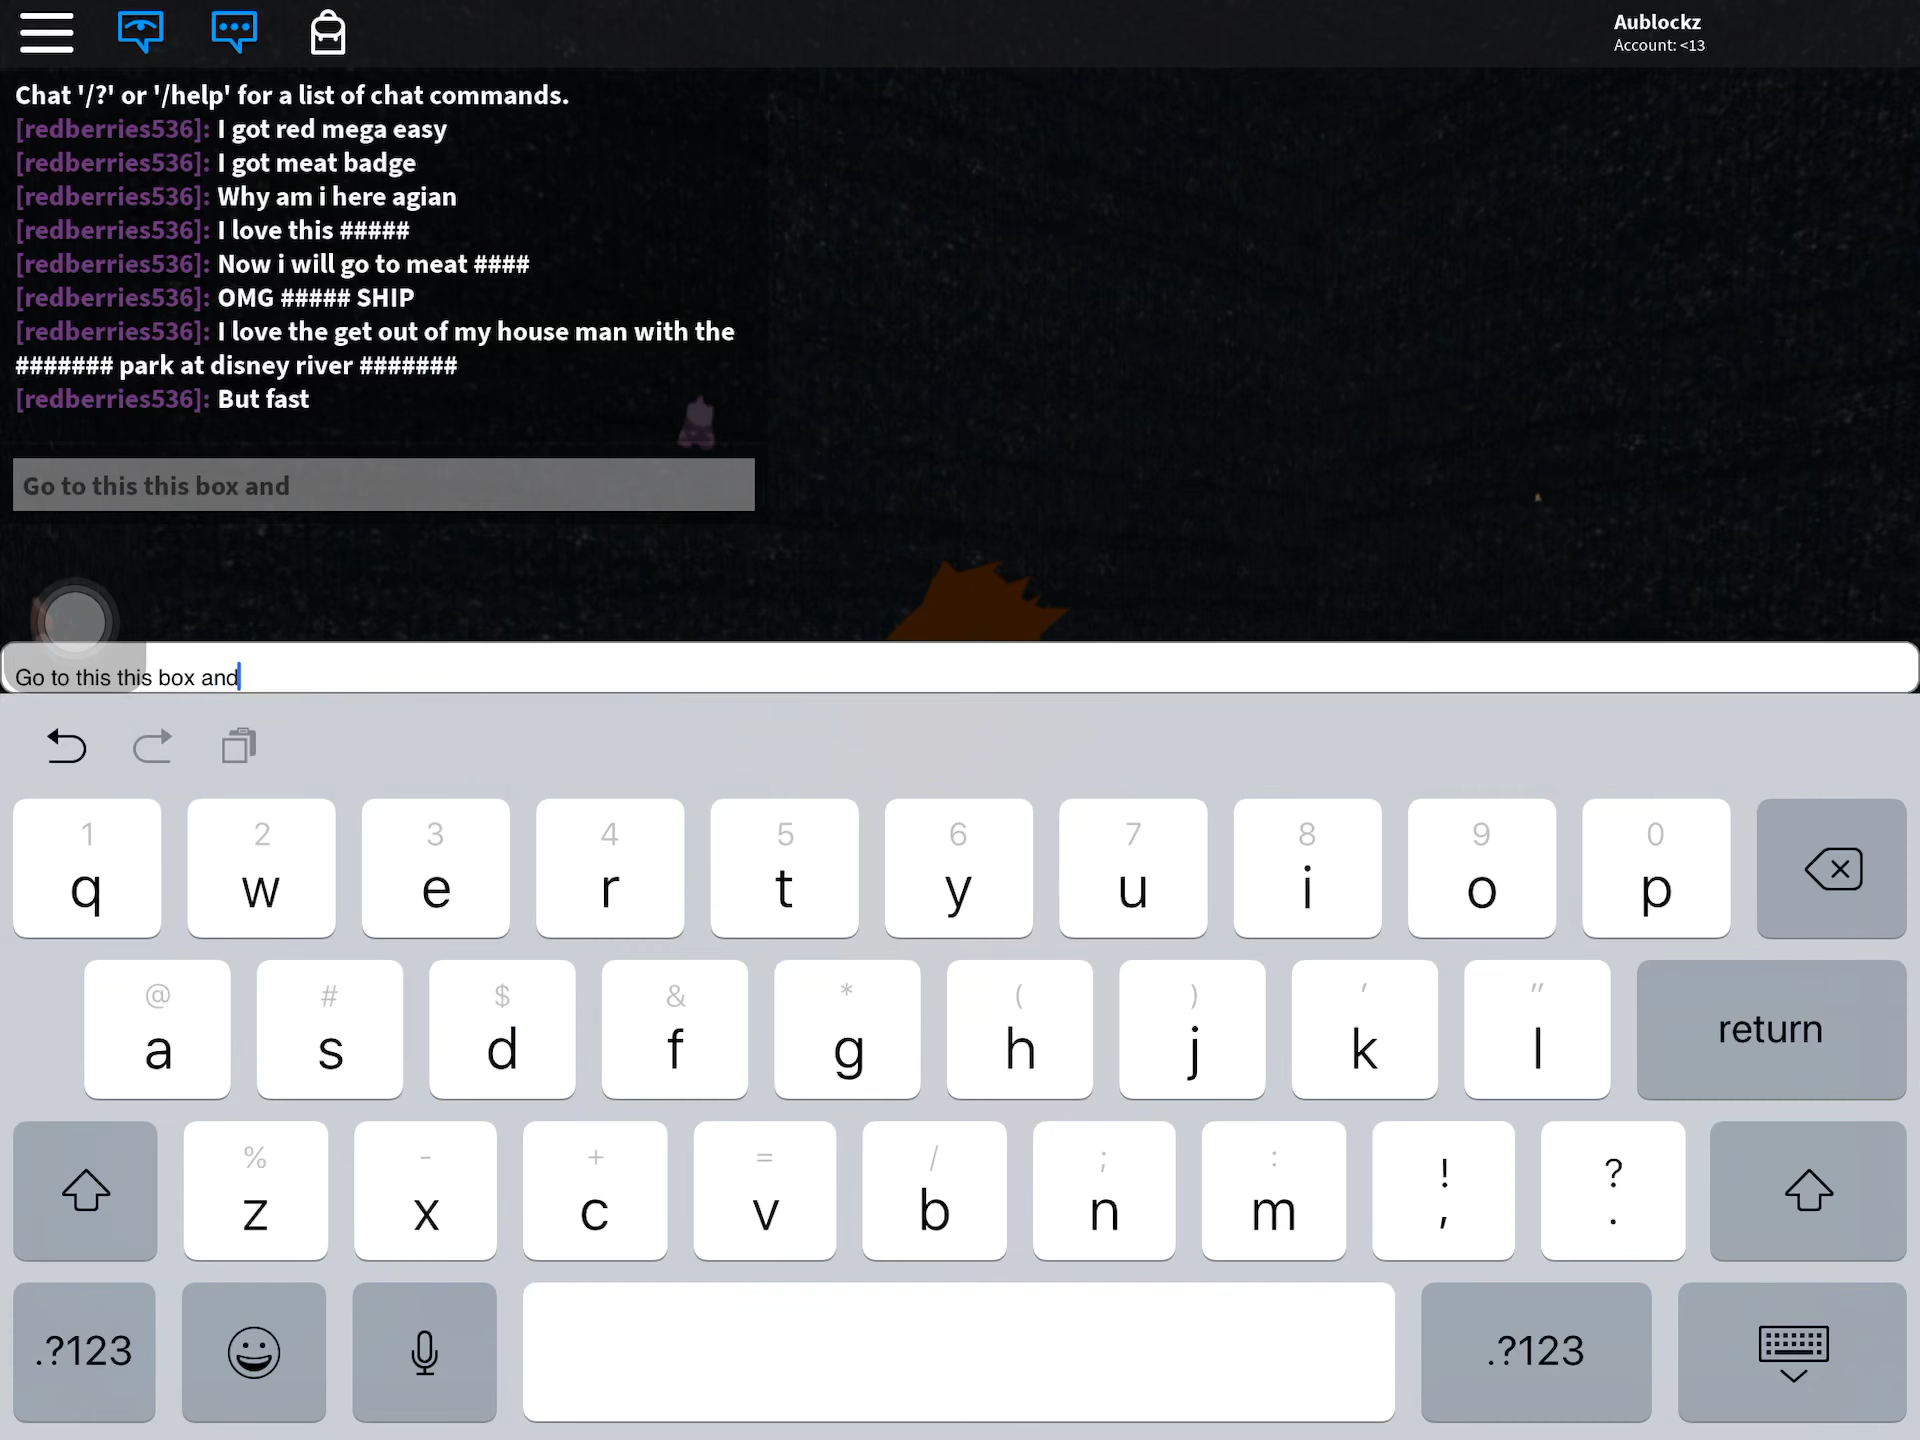 Aublockz
Account: <13
Chat '/?' or '/help' for a list of chat commands.
[redberries536]: I got red mega easy
[redberries536]: I got meat badge
[redberries536]: Why am i here agian
[redberries536]: I love this #####
[redberries536]: Now i will go to meat ####
[redberries536]: OMG ##### SHIP
[redberries536]: I love the get out of my house man with the
####### park at disney river #######
[redberries536]: But fast
Go to this this box and
Go to this this box and
1 2 3 4 5 6 7 8 9 0
q w e r t y u i o p
@ # $ & * ( ) ' "
a s d f g h j k l return
% - + = / ; : ! ?
z x c v b n m , .
.?123 .?123